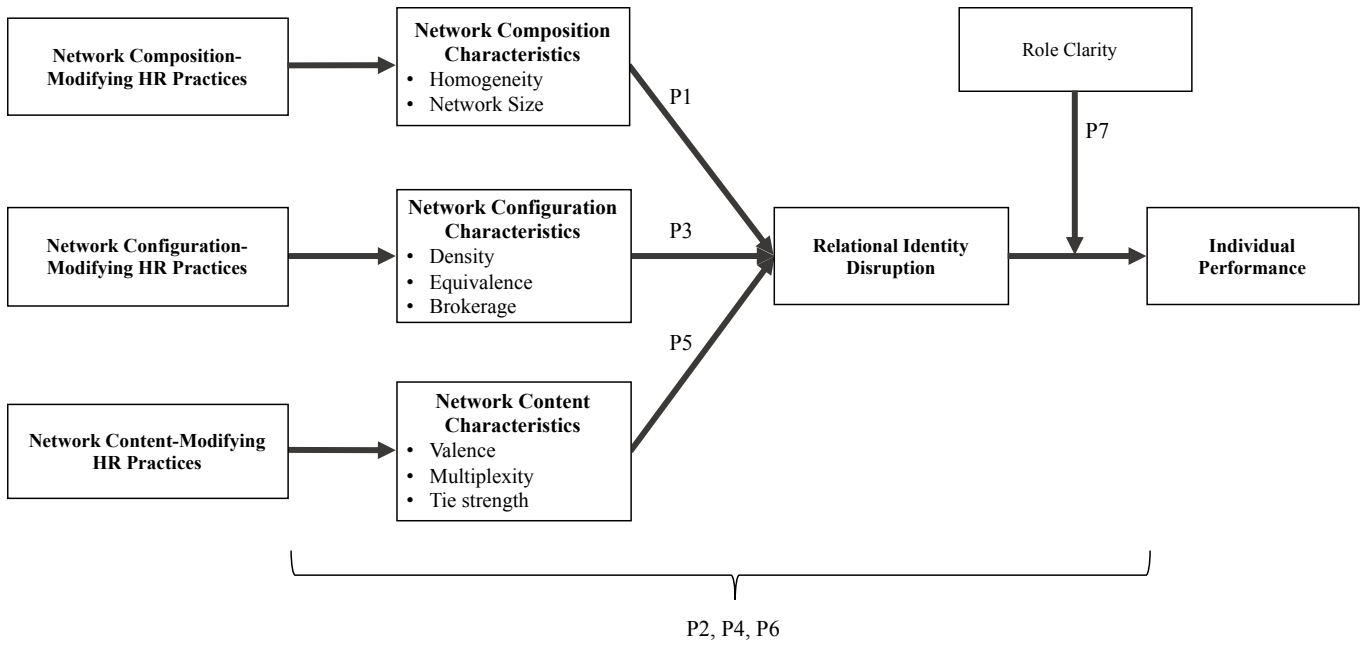 Network Composition-
Modifying HR Practices
Network Composition
Characteristics
• Homogeneity
• Network Size
P1
Role Clarity
P7
Network Configuration-
Modifying HR Practices
Network Configuration
Characteristics
• Density
• Equivalence
• Brokerage
P3
Relational Identity
Disruption
Individual
Performance
P5
Network Content-Modifying
HR Practices
Network Content
Characteristics
• Valence
• Multiplexity
• Tie strength
P2, P4, P6